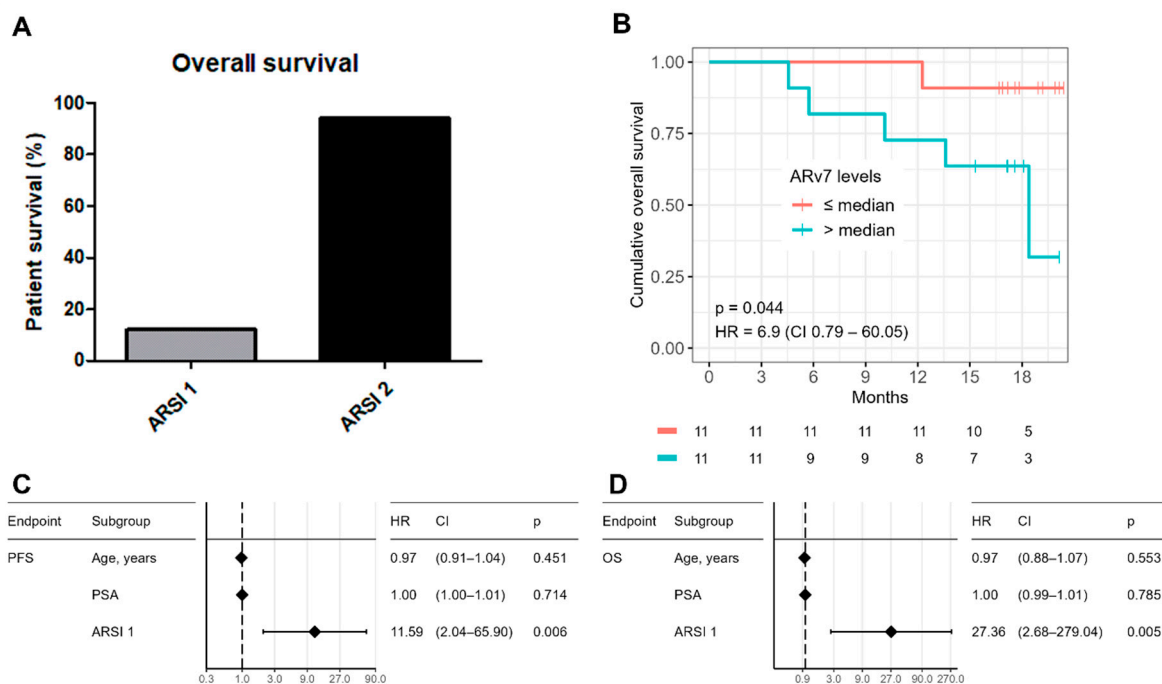 A
Overall survival
Patient survival (%)
100
80
60
40
20
0
ARSI 1
ARSI 2
B
Cumulative overall survival
1.00
0.75
0.50
0.25
0.00
ARv7 levels
≤ median
> median
p = 0.044
HR = 6.9 (CI 0.79 – 60.05)
0 3 6 9 12 15 18
Months
11 11 11 11 11 10 5
11 11 9 9 8 7 3
C
Endpoint Subgroup HR CI p
PFS Age, years 0.97 (0.91–1.04) 0.451
PSA 1.00 (1.00–1.01) 0.714
ARSI 1 11.59 (2.04–65.90) 0.006
0.3 1.0 3.0 9.0 27.0 90.0
D
Endpoint Subgroup HR CI p
OS Age, years 0.97 (0.88–1.07) 0.553
PSA 1.00 (0.99–1.01) 0.785
ARSI 1 27.36 (2.68–279.04) 0.005
0.9 3.0 9.0 27.0 90.0 270.0